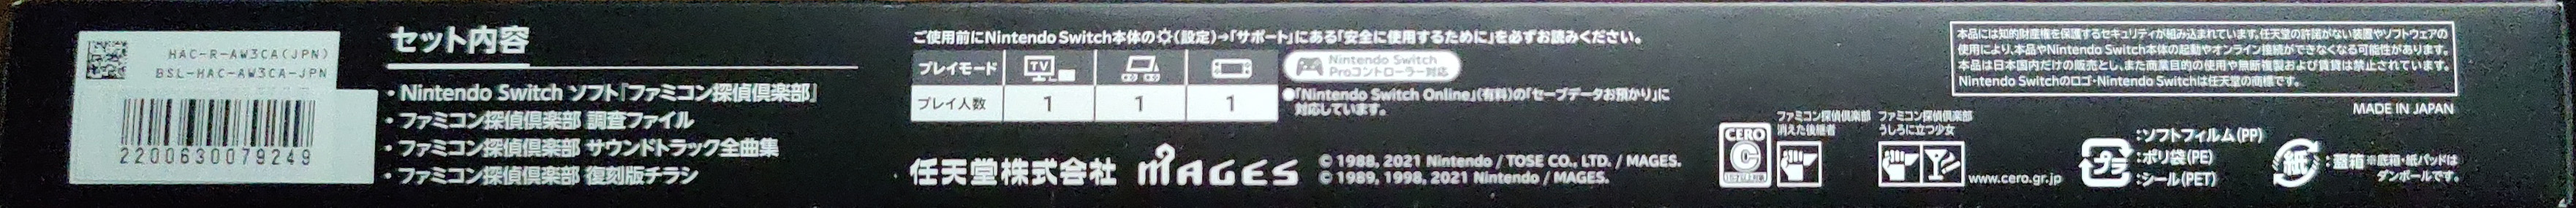 HAC-R-AW3CA(JPN)
BSL-HAC-AW3CA-JPN
2200630079249
セット内容
・Nintendo Switch ソフト『ファミコン探偵倶楽部』
・ファミコン探偵倶楽部 調査ファイル
・ファミコン探偵倶楽部 サウンドトラック全曲集
・ファミコン探偵倶楽部 復刻版チラシ
ご使用前にNintendo Switch本体の(設定)→「サポート」にある「安全に使用するために」を必ずお読みください。
プレイモード TV
プレイ人数 1 1 1
Nintendo Switch
Proコントローラー対応
●「Nintendo Switch Online」(有料)の「セーブデータお預かり」に
対応しています。
任天堂株式会社 MAGES
© 1988, 2021 Nintendo / TOSE CO., LTD. / MAGES.
© 1989, 1998, 2021 Nintendo / MAGES.
CERO
C
15才以上対象
ファミコン探偵倶楽部
消えた後継者
ファミコン探偵倶楽部
うしろに立つ少女
www.cero.gr.jp
本品には知的財産権を保護するセキュリティが組み込まれています。任天堂の許諾がない装置やソフトウェアの
使用により、本品やNintendo Switch本体の起動やオンライン接続ができなくなる可能性があります。
本品は日本国内だけの販売とし、また商業目的の使用や無断複製および賃貸は禁止されています。
Nintendo Switchのロゴ・Nintendo Switchは任天堂の商標です。
MADE IN JAPAN
プラ
:ソフトフィルム(PP)
:ポリ袋(PE)
:シール(PET)
紙
:蓋箱 ※底箱・紙パッドは
ダンボールです。